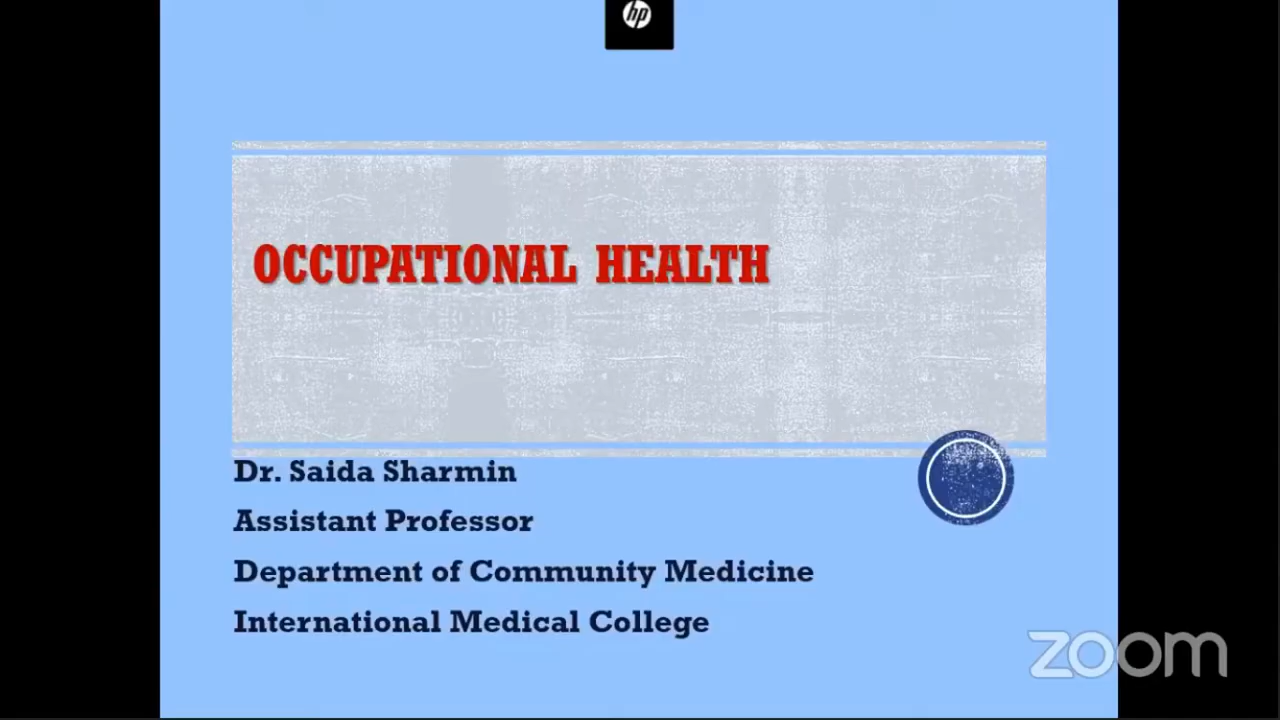 hp
OCCUPATIONAL HEALTH
Dr. Saida Sharmin
Assistant Professor
Department of Community Medicine
International Medical College
zoom